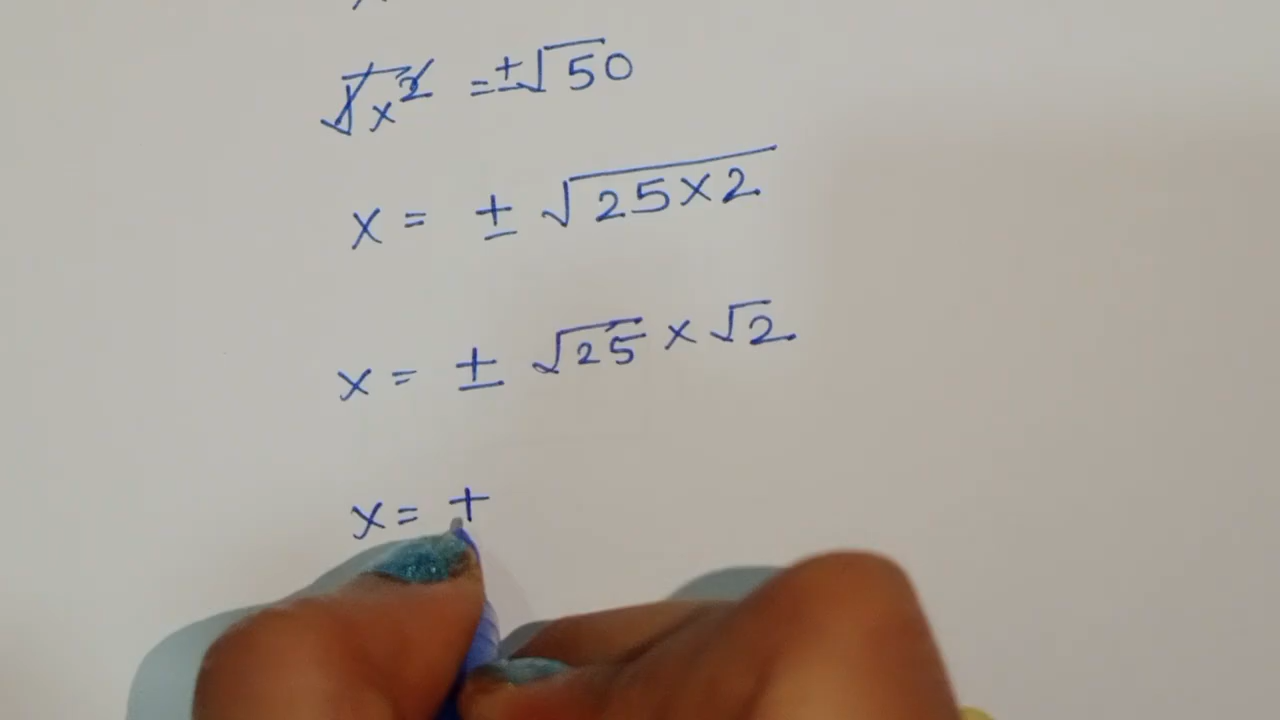 √x² = ±√50
x = ± √25×2
x = ± √25 × √2
x = +